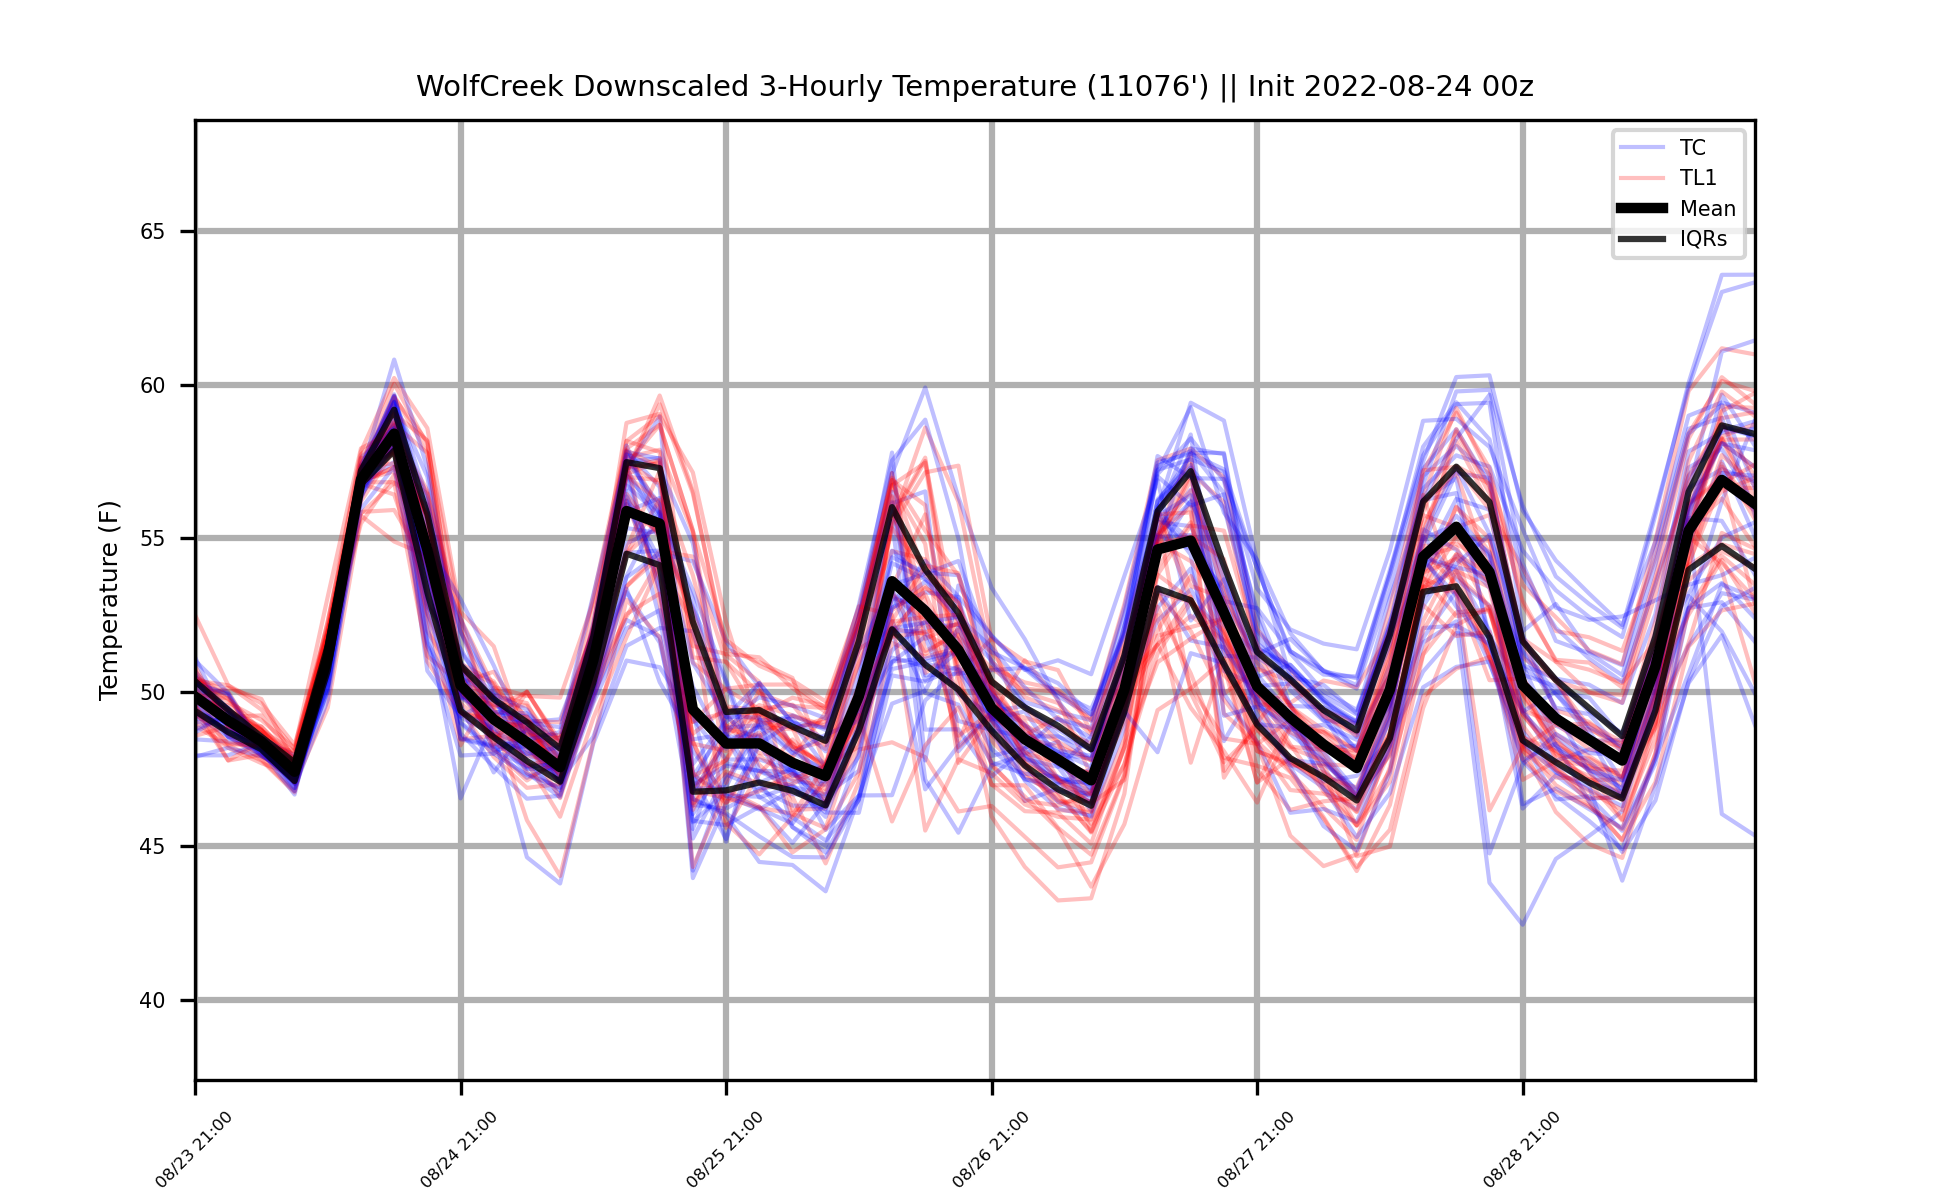 WolfCreek Downscaled 3-Hourly Temperature (11076') || Init 2022-08-24 00z
TC
TL1
Mean
IQRs
Temperature (F)
65
60
55
50
45
40
08/23 21:00
08/24 21:00
08/25 21:00
08/26 21:00
08/27 21:00
08/28 21:00